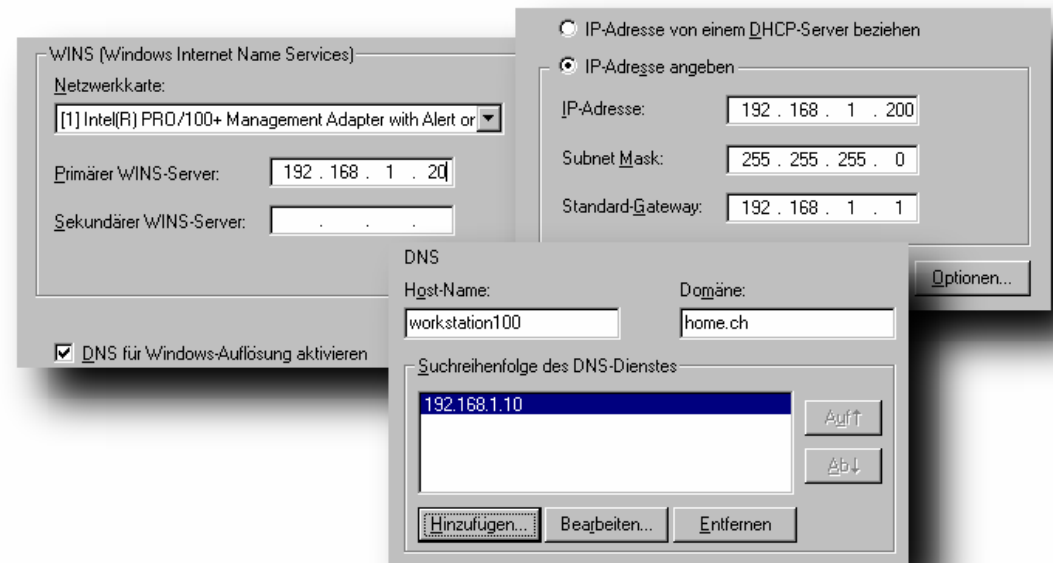 WINS (Windows Internet Name Services)
Netzwerkkarte:
[1] Intel(R) PRO/100+ Management Adapter with Alert or
Primärer WINS-Server: 192 . 168 . 1 . 20
Sekundärer WINS-Server: . . .
DNS für Windows-Auflösung aktivieren
IP-Adresse von einem DHCP-Server beziehen
IP-Adresse angeben
IP-Adresse: 192 . 168 . 1 . 200
Subnet Mask: 255 . 255 . 255 . 0
Standard-Gateway: 192 . 168 . 1 . 1
Optionen...
DNS
Host-Name: Domäne:
workstation100 home.ch
Suchreihenfolge des DNS-Dienstes
192.168.1.10
Auf↑
Ab↓
Hinzufügen... Bearbeiten... Entfernen